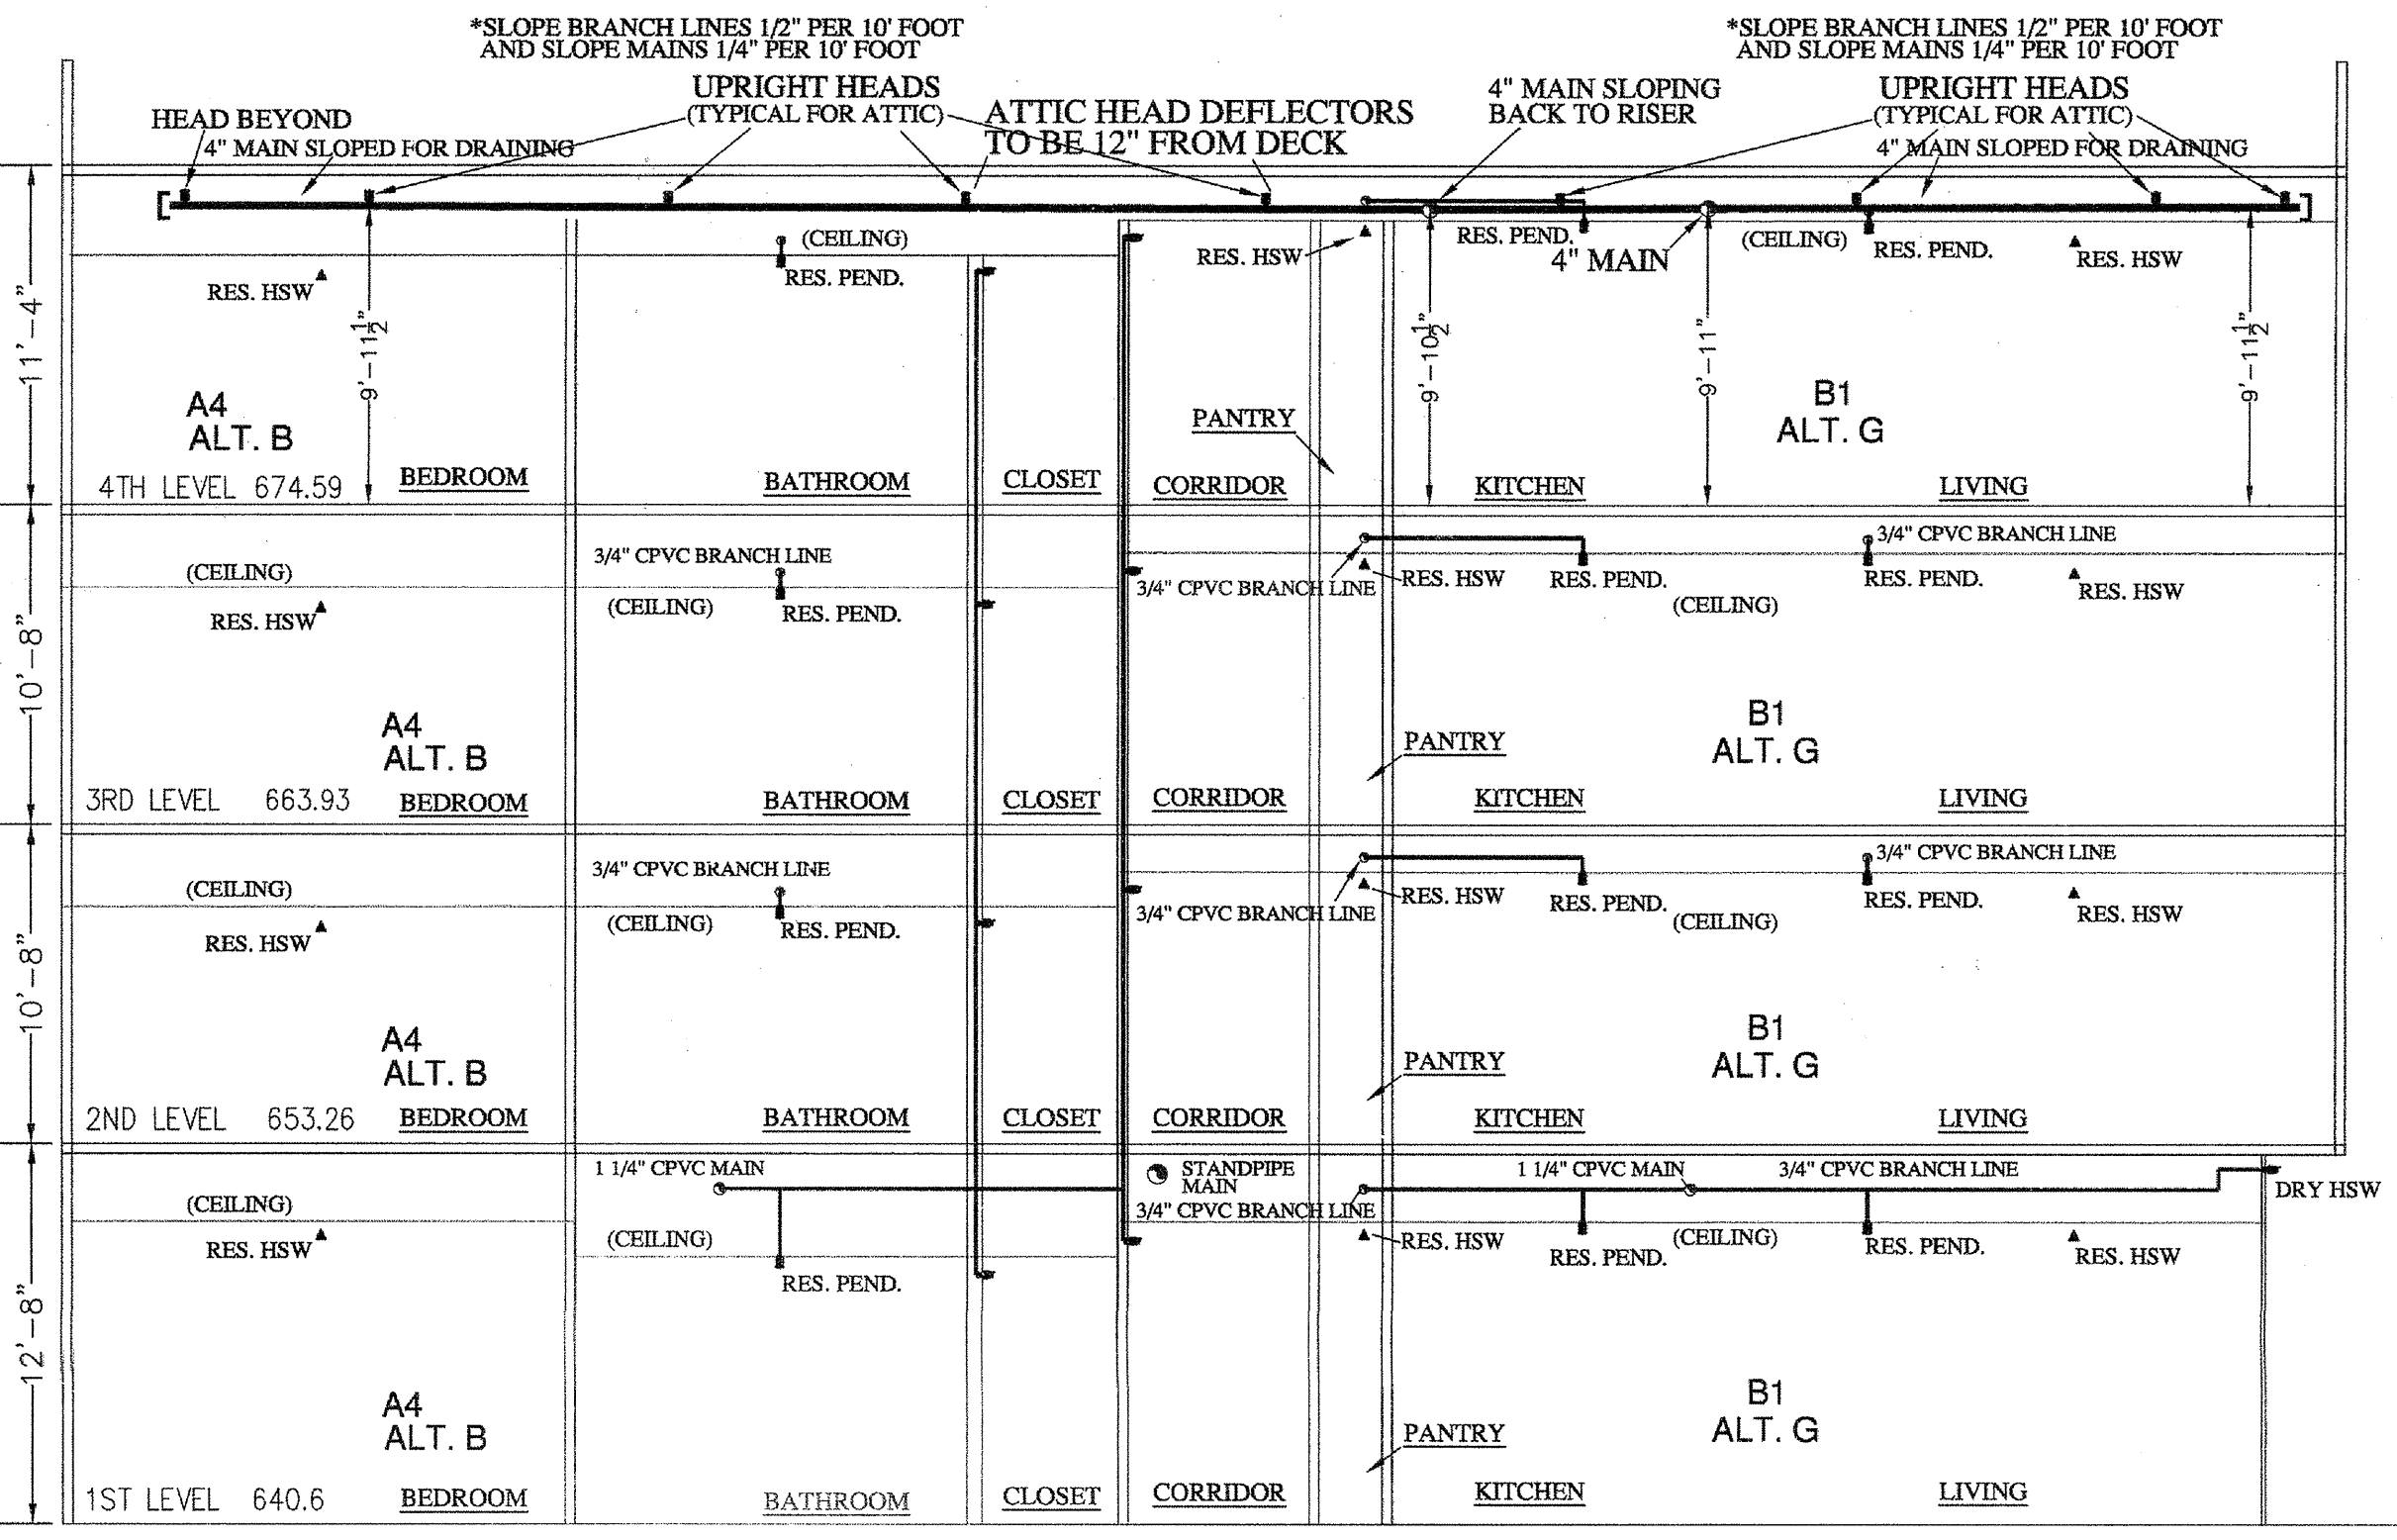 *SLOPE BRANCH LINES 1/2" PER 10' FOOT
AND SLOPE MAINS 1/4" PER 10' FOOT
*SLOPE BRANCH LINES 1/2" PER 10' FOOT
AND SLOPE MAINS 1/4" PER 10' FOOT
UPRIGHT HEADS
(TYPICAL FOR ATTIC)
HEAD BEYOND
4" MAIN SLOPED FOR DRAINING
ATTIC HEAD DEFLECTORS
TO BE 12" FROM DECK
4" MAIN SLOPING
BACK TO RISER
UPRIGHT HEADS
(TYPICAL FOR ATTIC)
4" MAIN SLOPED FOR DRAINING
11'-4"
(CEILING)
RES. HSW
RES. PEND.
RES. HSW
RES. PEND.
4" MAIN
(CEILING)
RES. PEND.
RES. HSW
9'-11 1/2"
9'-10 1/2"
9'-11"
9'-11 1/2"
A4
ALT. B
B1
ALT. G
PANTRY
4TH LEVEL 674.59
BEDROOM
BATHROOM
CLOSET
CORRIDOR
KITCHEN
LIVING
10'-8"
(CEILING)
RES. HSW
3/4" CPVC BRANCH LINE
(CEILING)
RES. PEND.
3/4" CPVC BRANCH LINE
RES. HSW
RES. PEND.
(CEILING)
3/4" CPVC BRANCH LINE
RES. PEND.
RES. HSW
A4
ALT. B
B1
ALT. G
PANTRY
3RD LEVEL 663.93
BEDROOM
BATHROOM
CLOSET
CORRIDOR
KITCHEN
LIVING
10'-8"
(CEILING)
RES. HSW
3/4" CPVC BRANCH LINE
(CEILING)
RES. PEND.
3/4" CPVC BRANCH LINE
RES. HSW
RES. PEND.
(CEILING)
3/4" CPVC BRANCH LINE
RES. PEND.
RES. HSW
A4
ALT. B
B1
ALT. G
PANTRY
2ND LEVEL 653.26
BEDROOM
BATHROOM
CLOSET
CORRIDOR
KITCHEN
LIVING
12'-8"
(CEILING)
RES. HSW
1 1/4" CPVC MAIN
(CEILING)
RES. PEND.
STANDPIPE
MAIN
3/4" CPVC BRANCH LINE
RES. HSW
1 1/4" CPVC MAIN
3/4" CPVC BRANCH LINE
DRY HSW
RES. PEND.
(CEILING)
RES. PEND.
RES. HSW
A4
ALT. B
B1
ALT. G
PANTRY
1ST LEVEL 640.6
BEDROOM
BATHROOM
CLOSET
CORRIDOR
KITCHEN
LIVING